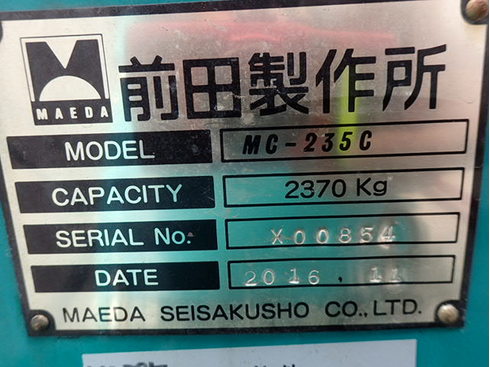 MAEDA 前田製作所
MODEL MC-235C
CAPACITY 2370 Kg
SERIAL No. X00854
DATE 2016.11
MAEDA SEISAKUSHO CO.,LTD.